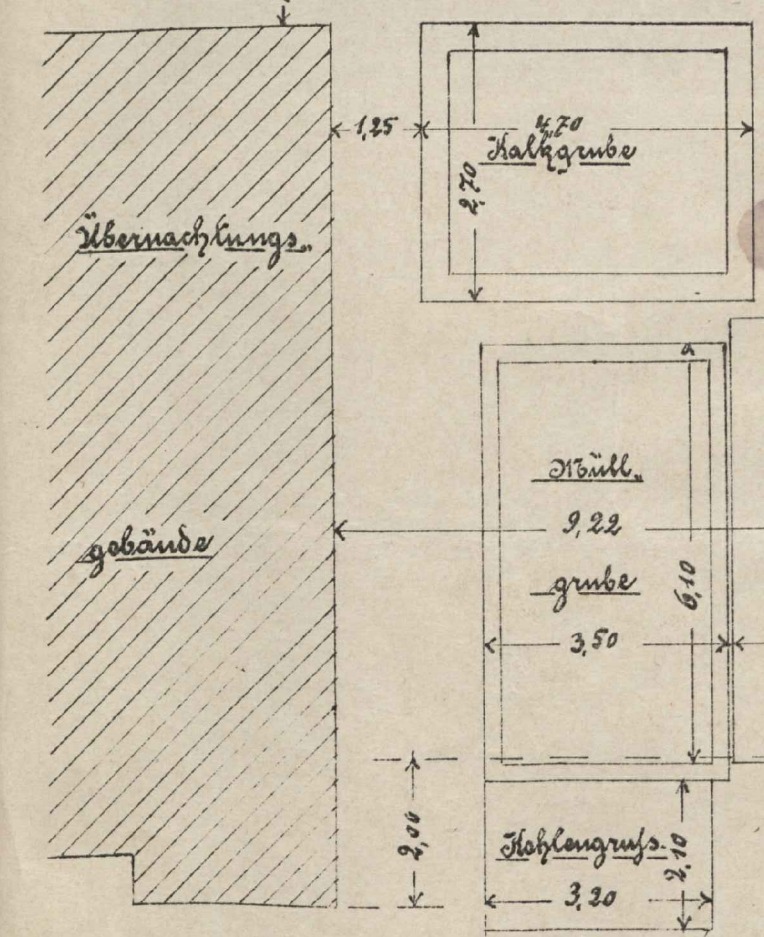 1,25
4,70
Kalkgrube
2,70
Übernachtungs„
Müll„
9,22
gebäude
grube
6,10
3,50
2,00
Kohlengruß.
2,10
3,20